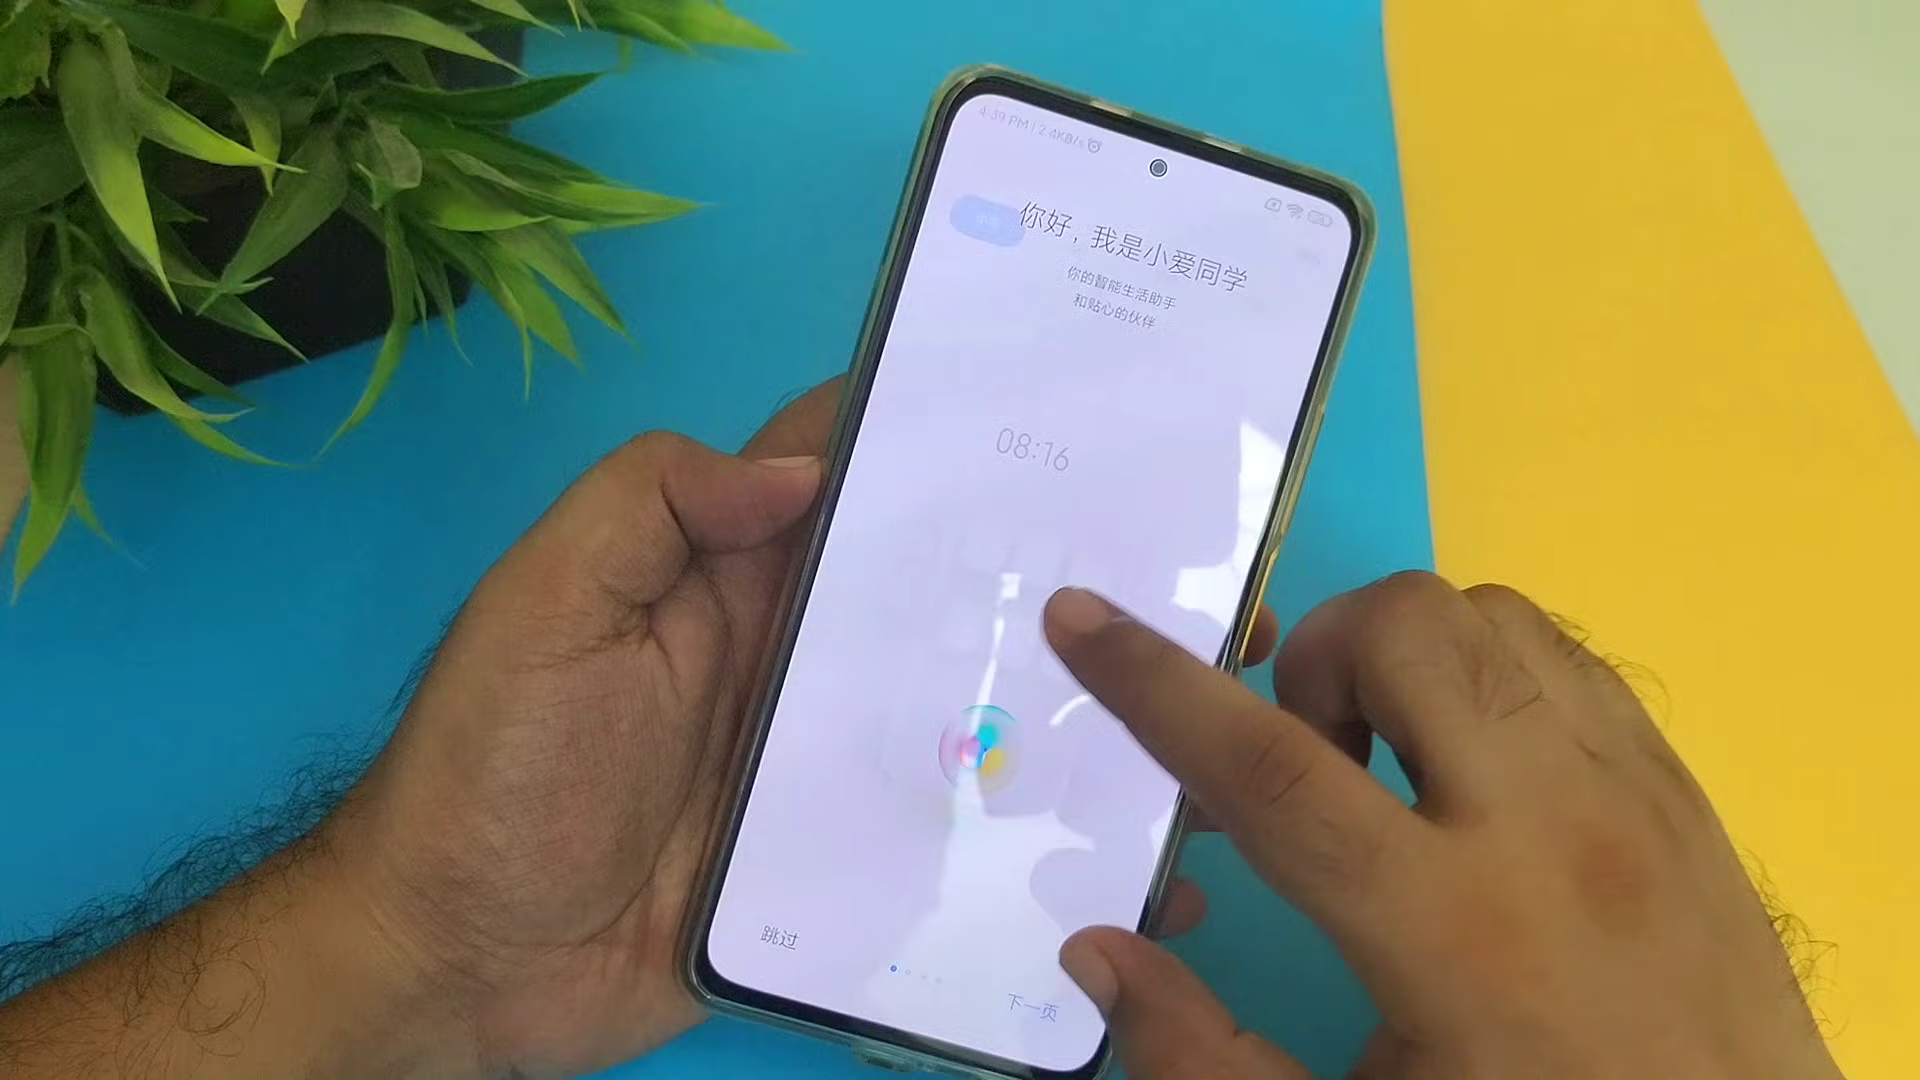 4:39 PM | 2.4KB/s
你好，我是小爱同学
你的智能生活助手
和贴心的伙伴
08:16
跳过
下一页